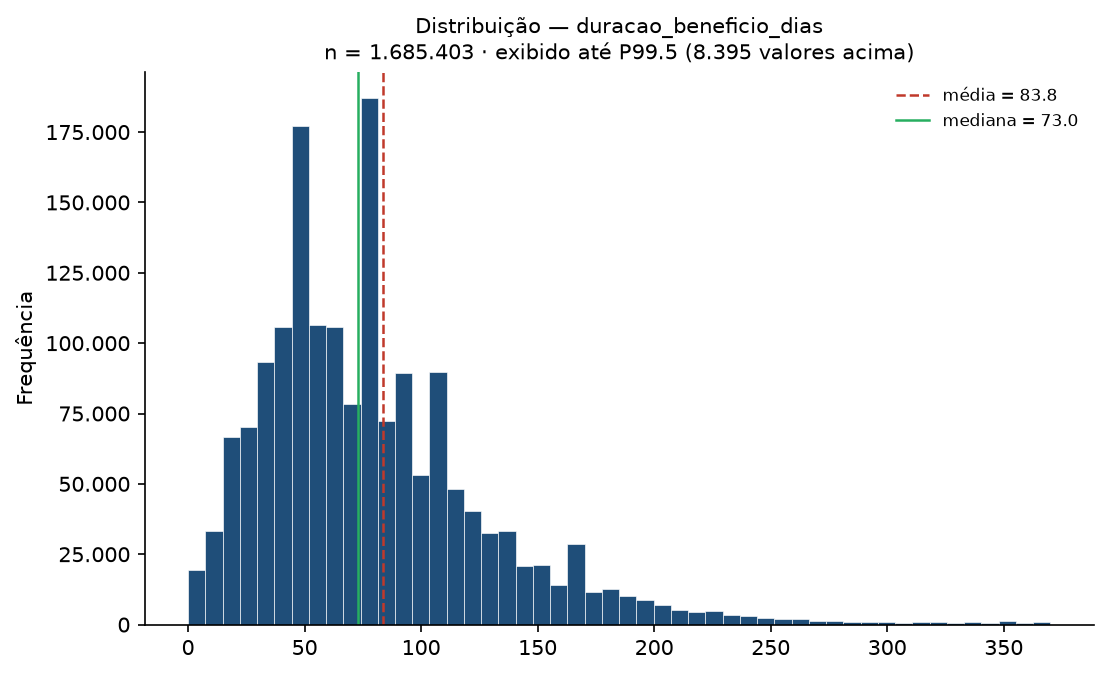 Distribuição — duracao_beneficio_dias
n = 1.685.403 · exibido até P99.5 (8.395 valores acima)
média = 83.8
mediana = 73.0
Frequência
175.000
150.000
125.000
100.000
75.000
50.000
25.000
0
0 50 100 150 200 250 300 350